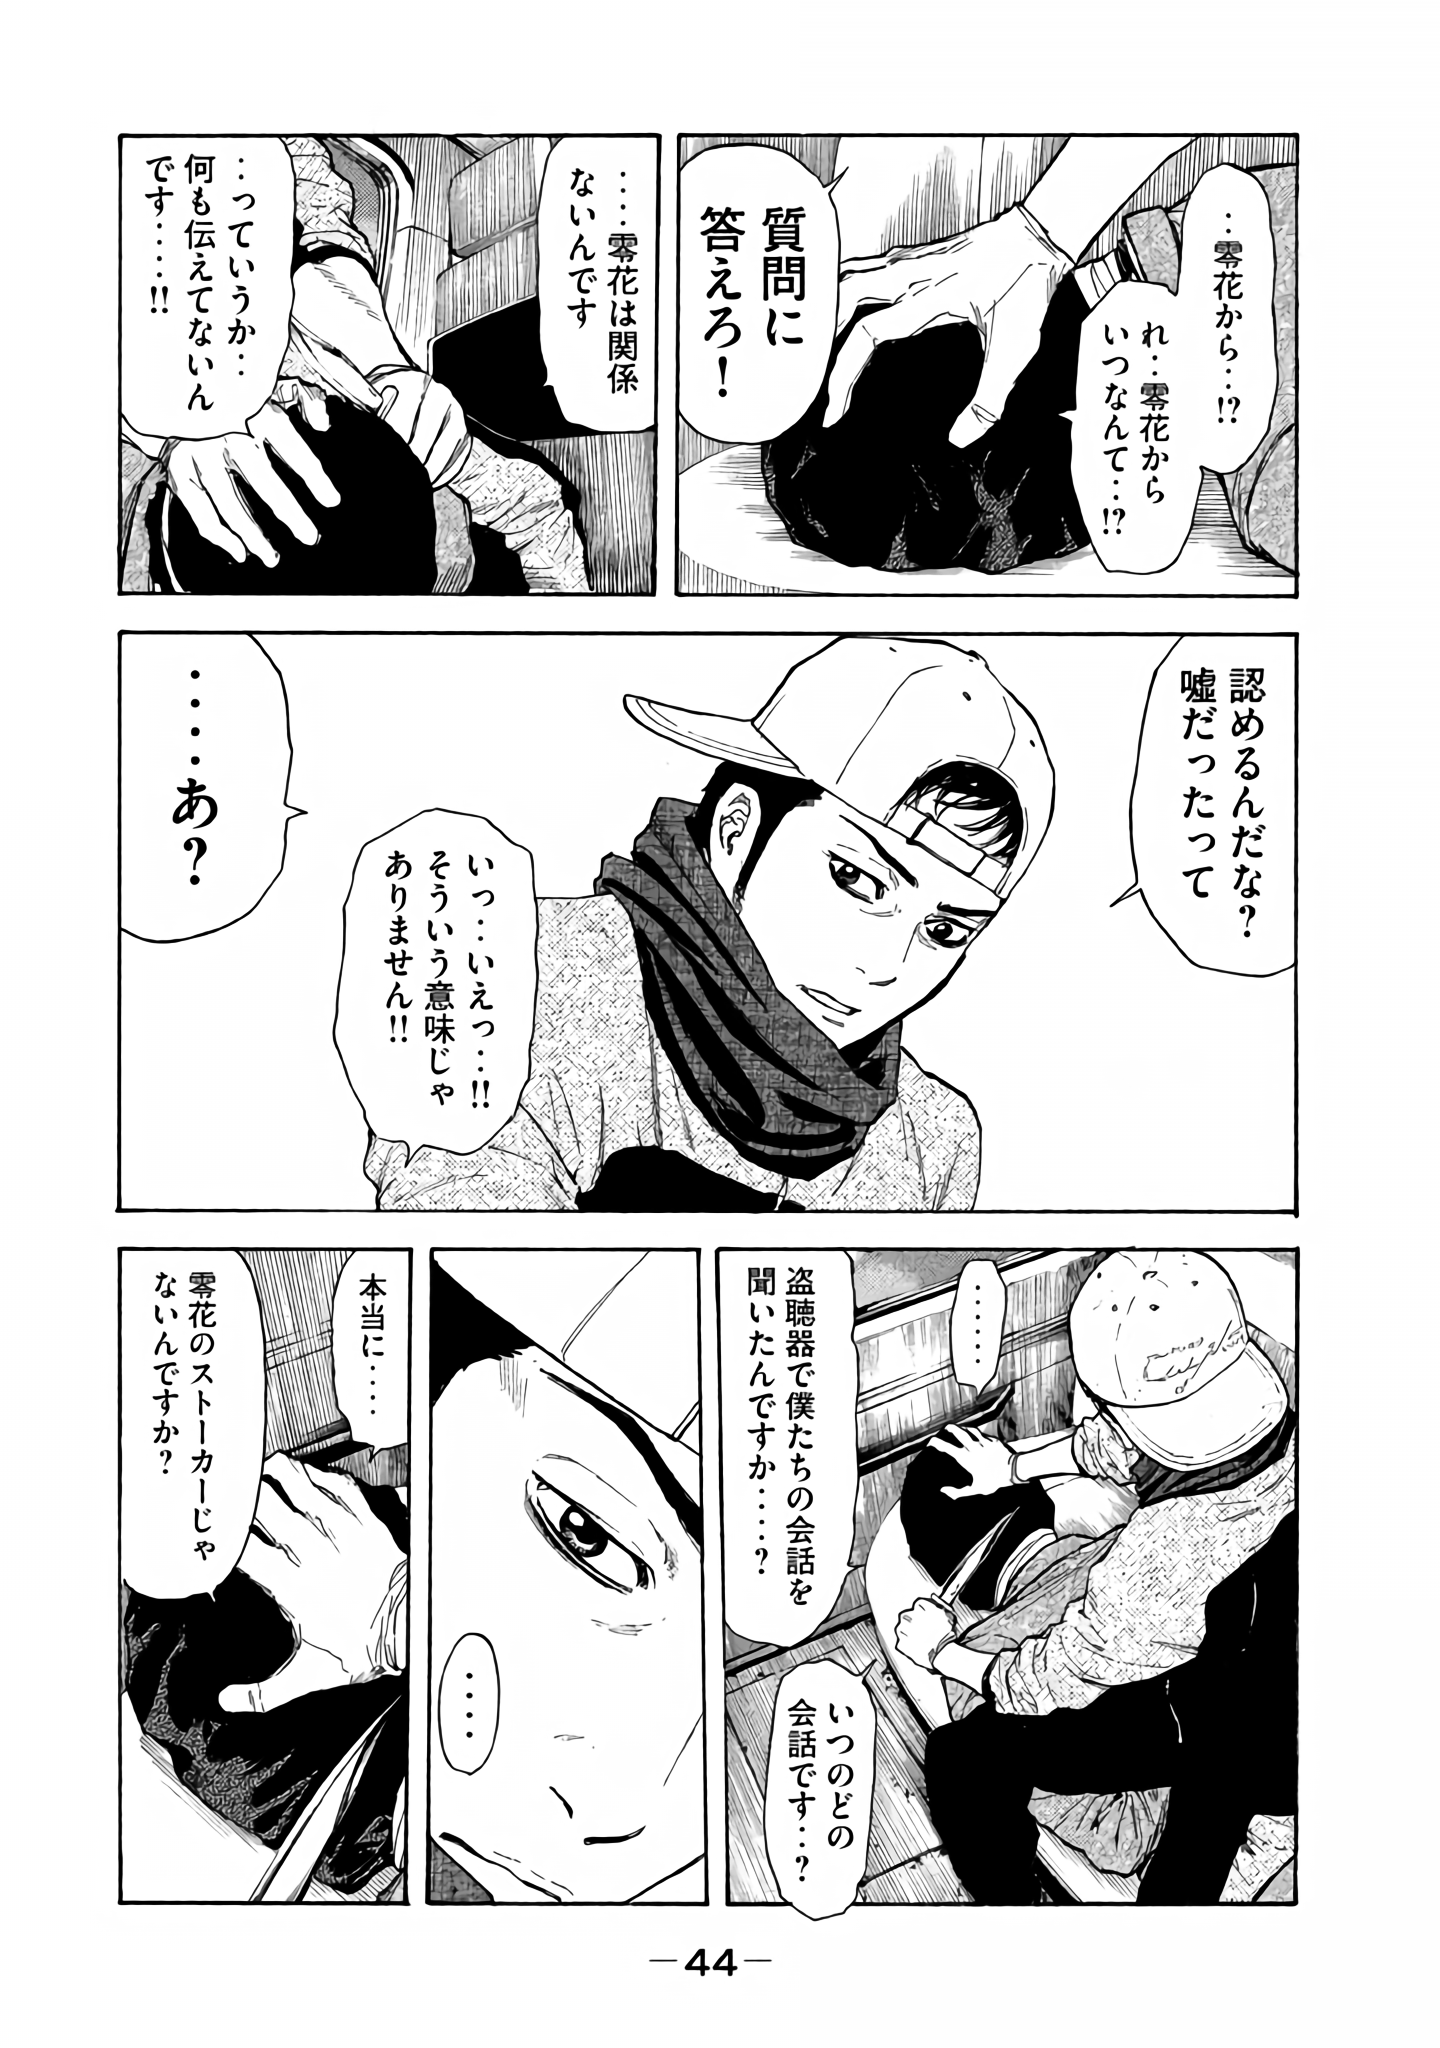 ‥零花から‥!?
れ‥零花から
いつなんて‥!?
質問に
答えろ!
‥‥零花は関係
ないんです
‥っていうか‥
何も伝えてないん
です‥‥!!
認めるんだな?
嘘だったって
いっ‥いえっ‥!!
そういう意味じゃ
ありません!!
‥‥あ?
‥‥‥
盗聴器で僕たちの会話を
聞いたんですか‥‥?
いつのどの
会話です‥?
‥‥
本当に‥‥
零花のストーカーじゃ
ないんですか?
－44－